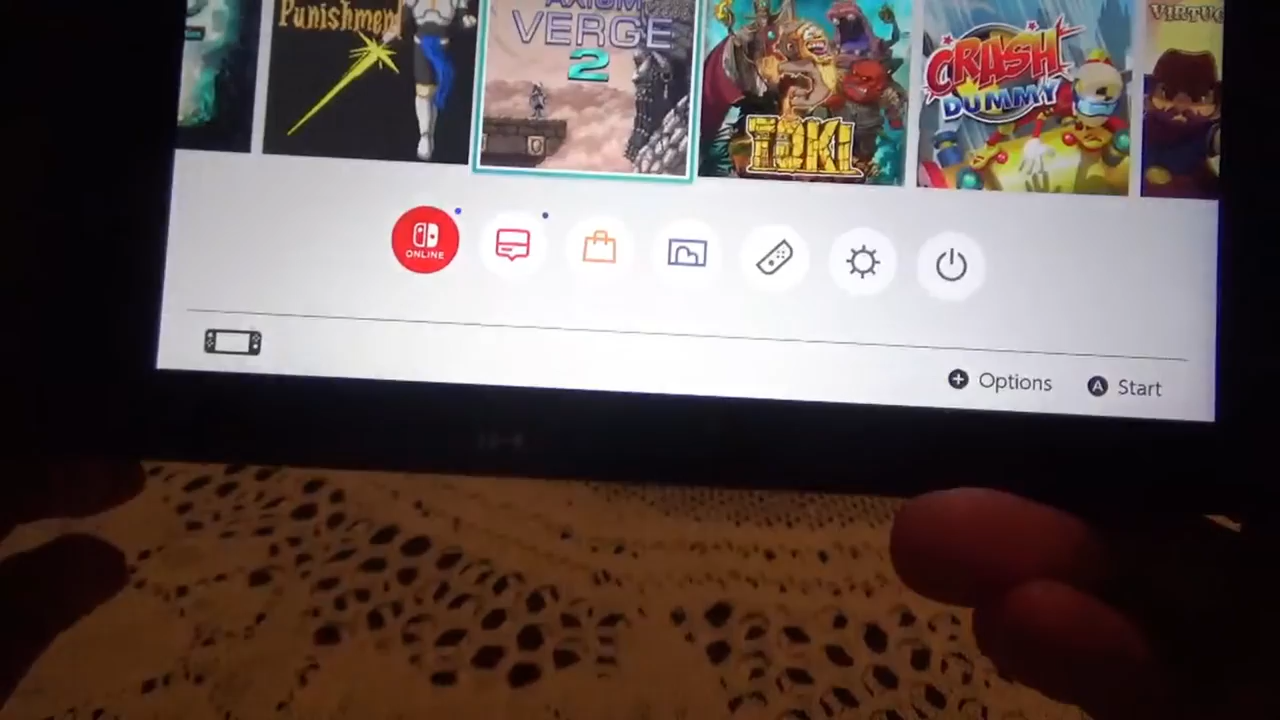 Punishment
AXIOM
VERGE
2
TOKI
CRASH
DUMMY
ONLINE
Options
A Start